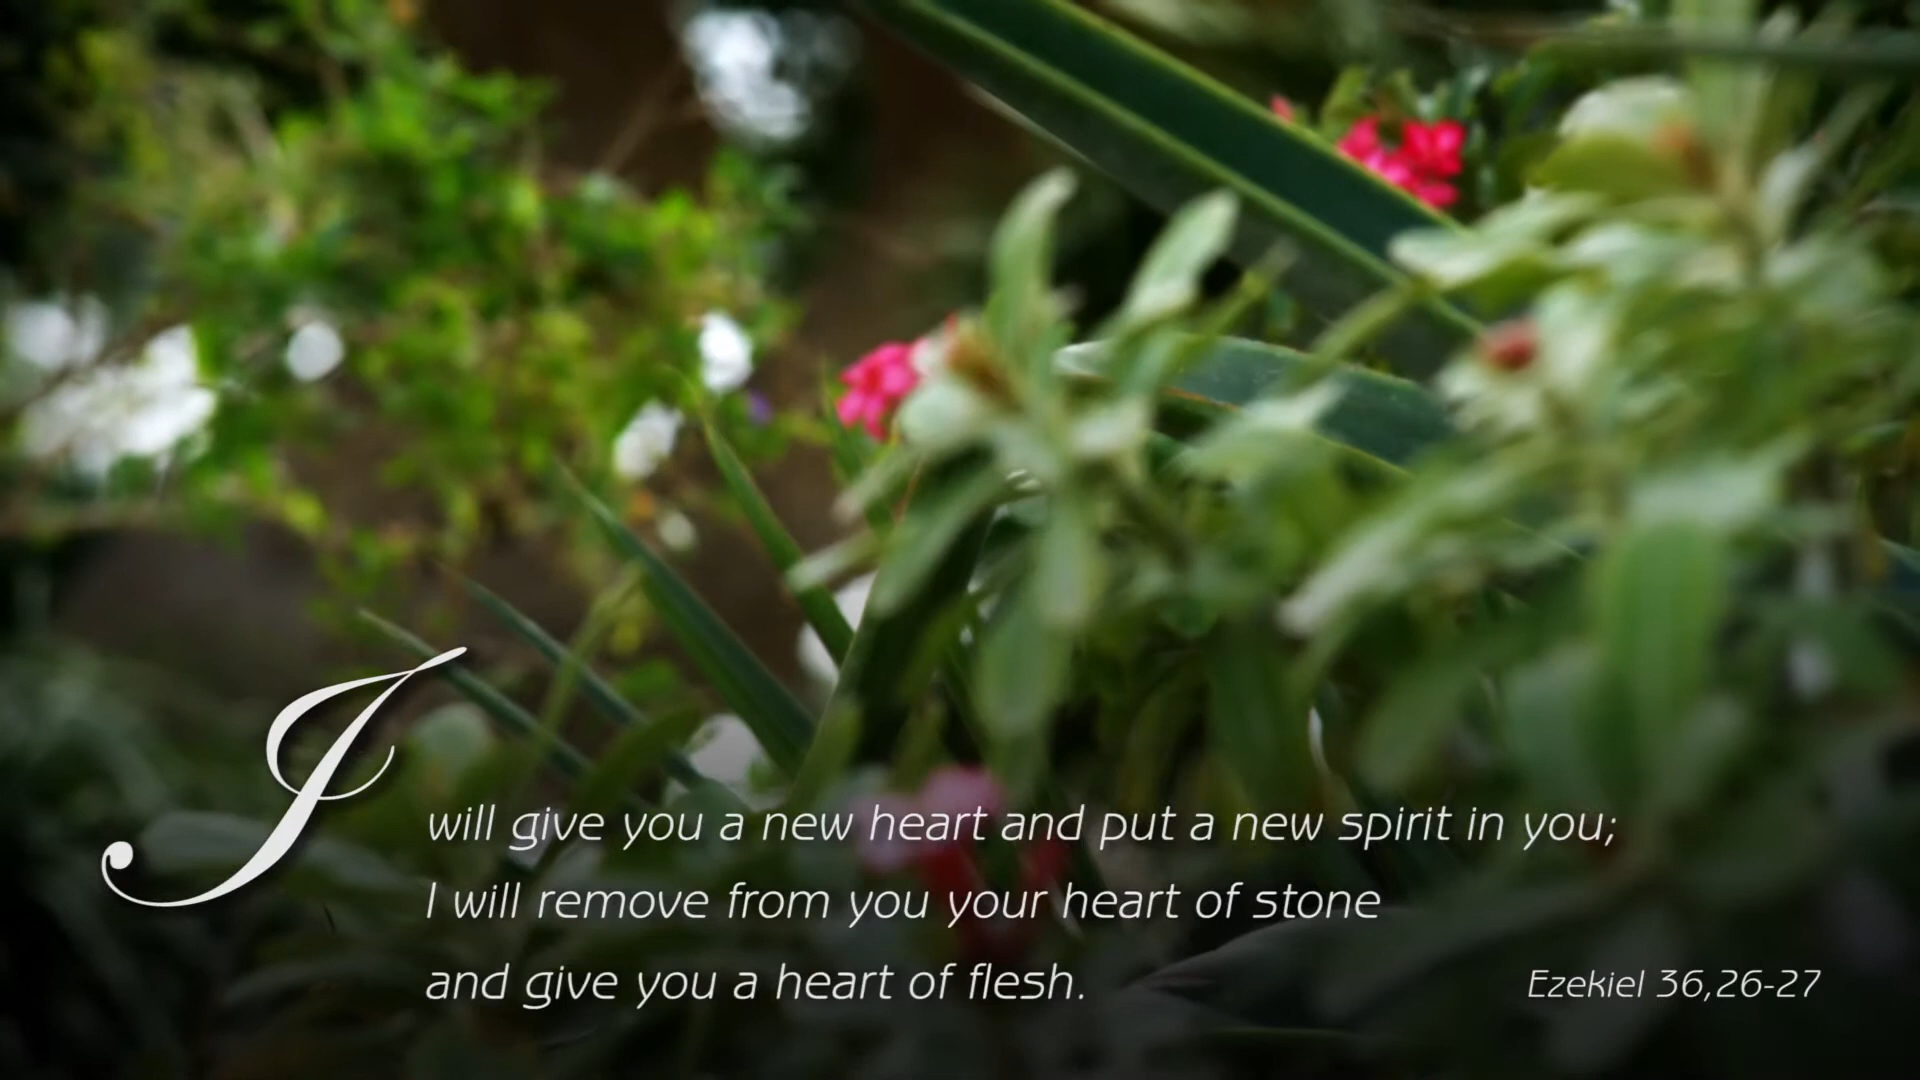 I will give you a new heart and put a new spirit in you;
I will remove from you your heart of stone
and give you a heart of flesh.
Ezekiel 36,26-27